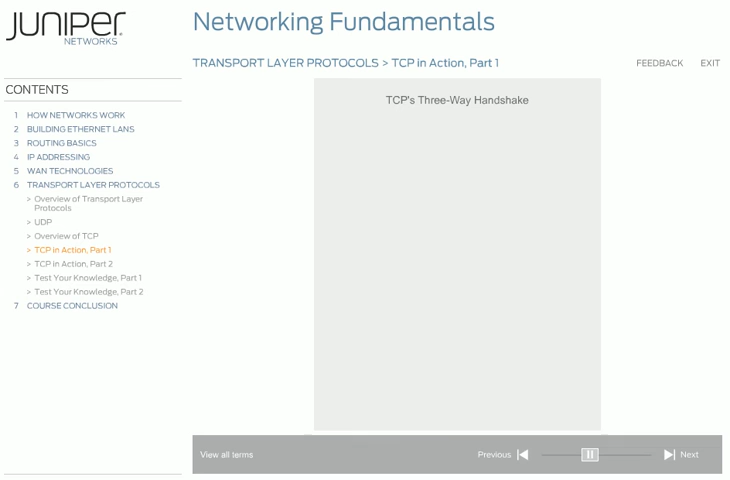 JUNIPER
NETWORKS
Networking Fundamentals
TRANSPORT LAYER PROTOCOLS > TCP in Action, Part 1
FEEDBACK EXIT
CONTENTS
1 HOW NETWORKS WORK
2 BUILDING ETHERNET LANS
3 ROUTING BASICS
4 IP ADDRESSING
5 WAN TECHNOLOGIES
6 TRANSPORT LAYER PROTOCOLS
> Overview of Transport Layer
Protocols
> UDP
> Overview of TCP
> TCP in Action, Part 1
> TCP in Action, Part 2
> Test Your Knowledge, Part 1
> Test Your Knowledge, Part 2
7 COURSE CONCLUSION
TCP's Three-Way Handshake
View all terms
Previous
Next